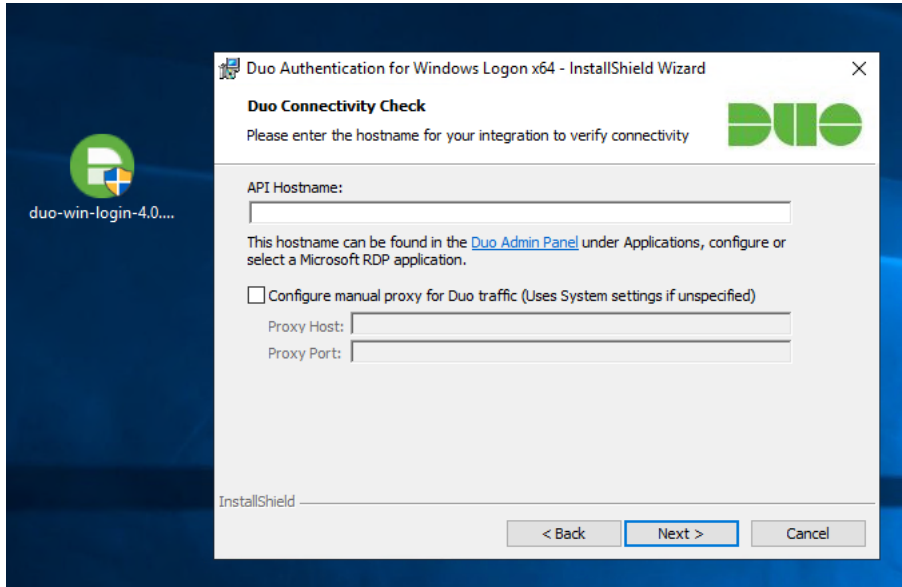 Duo Authentication for Windows Logon x64 - InstallShield Wizard
Duo Connectivity Check
Please enter the hostname for your integration to verify connectivity
DUO
duo-win-login-4.0....
API Hostname:
This hostname can be found in the Duo Admin Panel under Applications, configure or
select a Microsoft RDP application.
Configure manual proxy for Duo traffic (Uses System settings if unspecified)
Proxy Host:
Proxy Port:
InstallShield
< Back Next > Cancel